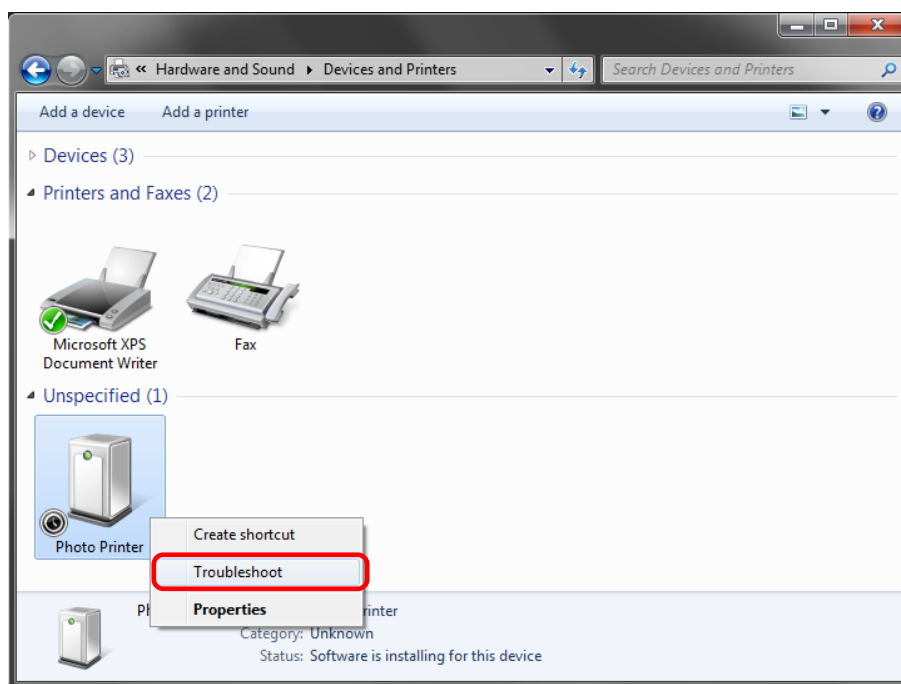 « Hardware and Sound Devices and Printers Search Devices and Printers
Add a device Add a printer
Devices (3)
Printers and Faxes (2)
Microsoft XPS
Document Writer
Fax
Unspecified (1)
Photo Printer
Create shortcut
Troubleshoot
Properties
Category: Unknown
Status: Software is installing for this device